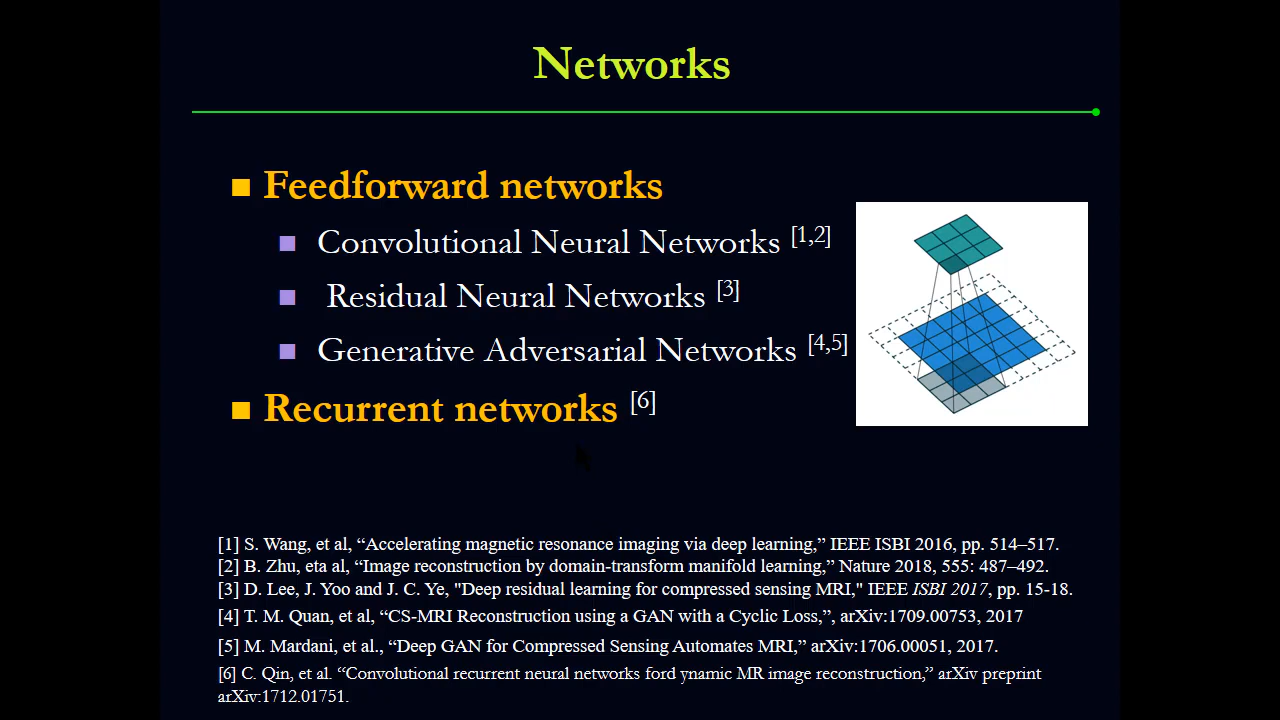 Networks
Feedforward networks
Convolutional Neural Networks [1,2]
Residual Neural Networks [3]
Generative Adversarial Networks [4,5]
Recurrent networks [6]
[1] S. Wang, et al, “Accelerating magnetic resonance imaging via deep learning,” IEEE ISBI 2016, pp. 514–517.
[2] B. Zhu, eta al, “Image reconstruction by domain-transform manifold learning,” Nature 2018, 555: 487–492.
[3] D. Lee, J. Yoo and J. C. Ye, "Deep residual learning for compressed sensing MRI," IEEE ISBI 2017, pp. 15-18.
[4] T. M. Quan, et al, “CS-MRI Reconstruction using a GAN with a Cyclic Loss,”, arXiv:1709.00753, 2017
[5] M. Mardani, et al., “Deep GAN for Compressed Sensing Automates MRI,” arXiv:1706.00051, 2017.
[6] C. Qin, et al. “Convolutional recurrent neural networks ford ynamic MR image reconstruction,” arXiv preprint
arXiv:1712.01751.